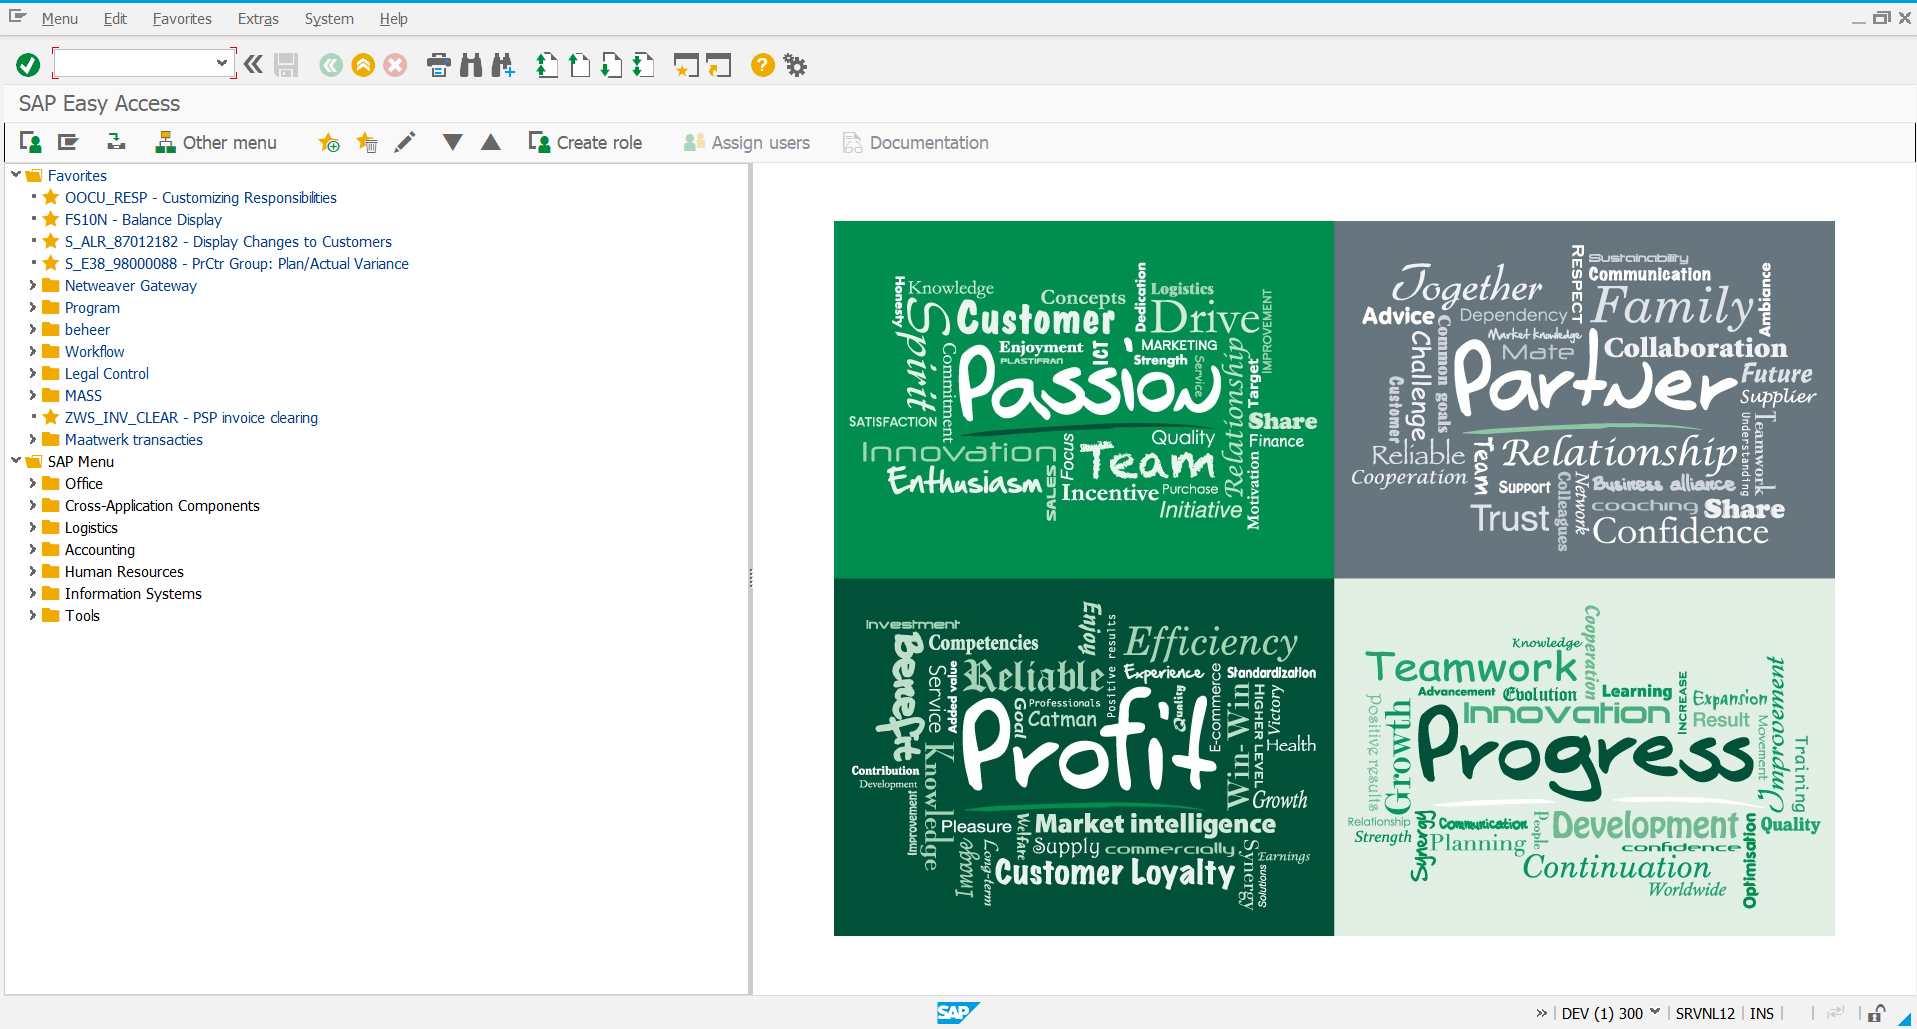 Menu Edit Favorites Extras System Help
SAP Easy Access
Other menu Create role Assign users Documentation
Favorites
OOCU_RESP - Customizing Responsibilities
FS10N - Balance Display
S_ALR_87012182 - Display Changes to Customers
S_E38_98000088 - PrCtr Group: Plan/Actual Variance
Netweaver Gateway
Program
beheer
Workflow
Legal Control
MASS
ZWS_INV_CLEAR - PSP invoice clearing
Maatwerk transacties
SAP Menu
Office
Cross-Application Components
Logistics
Accounting
Human Resources
Information Systems
Tools
Honesty
Knowledge
Spirit
Concepts
Customer
Dedication
Logistics
Drive
IMPROVEMENT
Enjoyment
PLASTIFRAN
ICT
MARKETING
Strength
Commitment
Passion
Service
Relationship
Target
SATISFACTION
Share
Finance
Innovation
Focus
Quality
Team
Enthusiasm
SALES
Incentive
Purchase
Initiative
Motivation
Together
RESPECT
Sustainability
Communication
Family
Ambiance
Advice
Dependency
Market knowledge
Mate
Challenge
Common goals
Collaboration
Partner
Future
Supplier
Customer
Reliable
Cooperation
Team
Relationship
Understanding
Teamwork
Support
Colleagues
Network
Business alliance
coaching
Share
Trust
Confidence
Investment
Benefit
Competencies
Enjoy
Positive results
Efficiency
Service
Added value
Reliable
Experience
Standardization
Goal
Professionals
Catman
Quality
E-commerce
Win-Win
HIGHER LEVEL
Victory
Health
Profit
Contribution
Development
Knowledge
Growth
Improvement
Pleasure
Welfare
Market intelligence
Image
Long-term
Supply
commercially
Synergy
Solutions
Earnings
Customer Loyalty
Knowledge
Cooperation
Teamwork
Advancement
Evolution
Learning
INCREASE
Expansion
Improvement
positive results
Growth
Innovation
Result
Movement
Training
Progress
Relationship
Strength
Synergy
Communication
Planning
People
Development
confidence
Optimisation
Quality
Continuation
Worldwide
SAP
DEV (1) 300 SRVNL12 INS